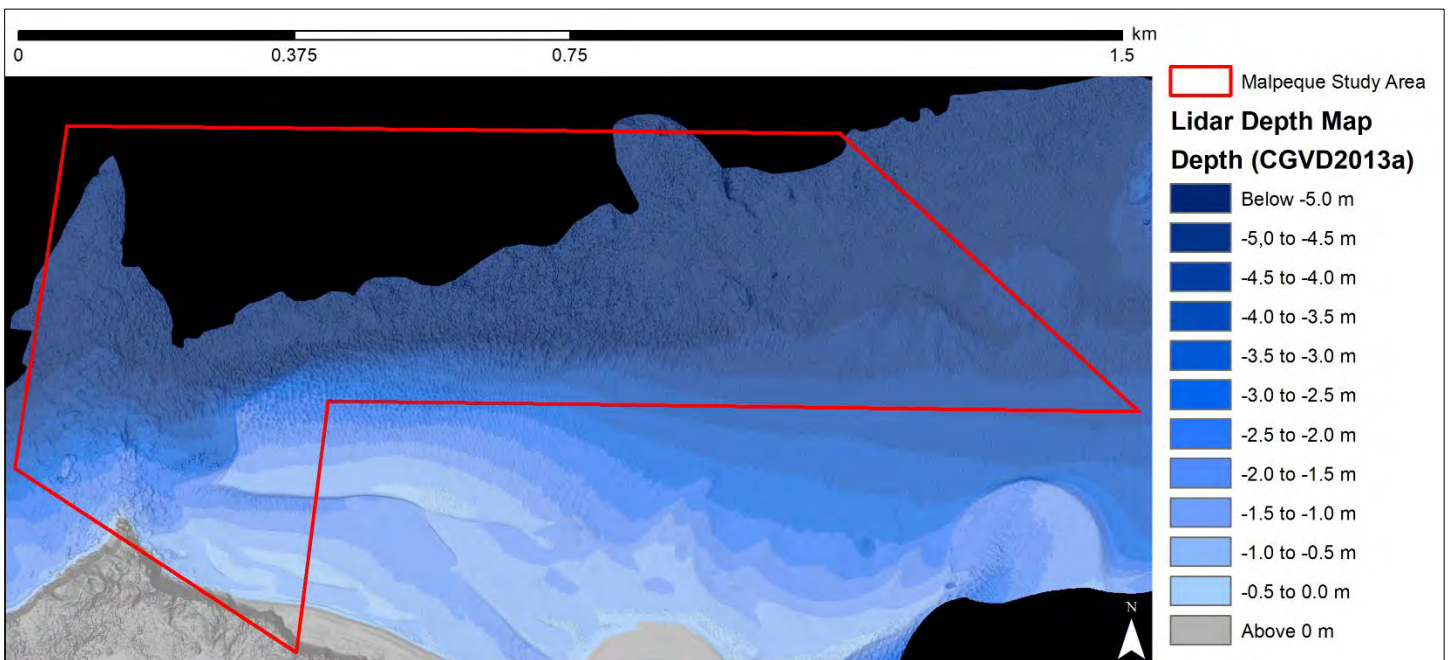 km
0 0.375 0.75 1.5
Malpeque Study Area
Lidar Depth Map
Depth (CGVD2013a)
Below -5.0 m
-5.0 to -4.5 m
-4.5 to -4.0 m
-4.0 to -3.5 m
-3.5 to -3.0 m
-3.0 to -2.5 m
-2.5 to -2.0 m
-2.0 to -1.5 m
-1.5 to -1.0 m
-1.0 to -0.5 m
-0.5 to 0.0 m
Above 0 m
N